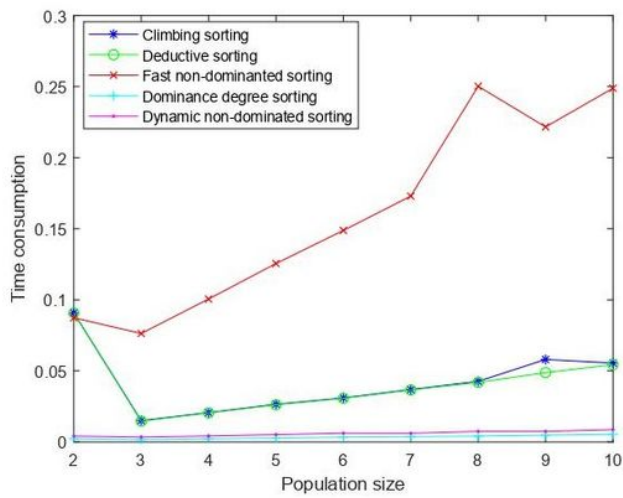 0.3
0.25
0.2
0.15
0.1
0.05
0
Time consumption
Climbing sorting
Deductive sorting
Fast non-dominanted sorting
Dominance degree sorting
Dynamic non-dominated sorting
2 3 4 5 6 7 8 9 10
Population size